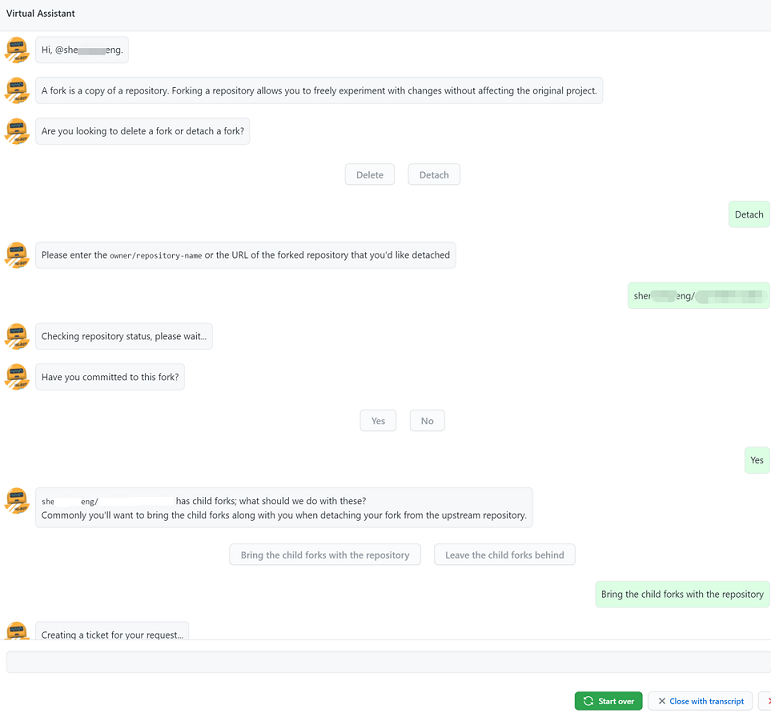 Virtual Assistant
Hi, @she eng.
A fork is a copy of a repository. Forking a repository allows you to freely experiment with changes without affecting the original project.
Are you looking to delete a fork or detach a fork?
Delete Detach
Detach
Please enter the owner/repository-name or the URL of the forked repository that you'd like detached
sher eng/
Checking repository status, please wait...
Have you committed to this fork?
Yes No
Yes
she eng/ has child forks; what should we do with these?
Commonly you'll want to bring the child forks along with you when detaching your fork from the upstream repository.
Bring the child forks with the repository Leave the child forks behind
Bring the child forks with the repository
Creating a ticket for your request...
Start over Close with transcript